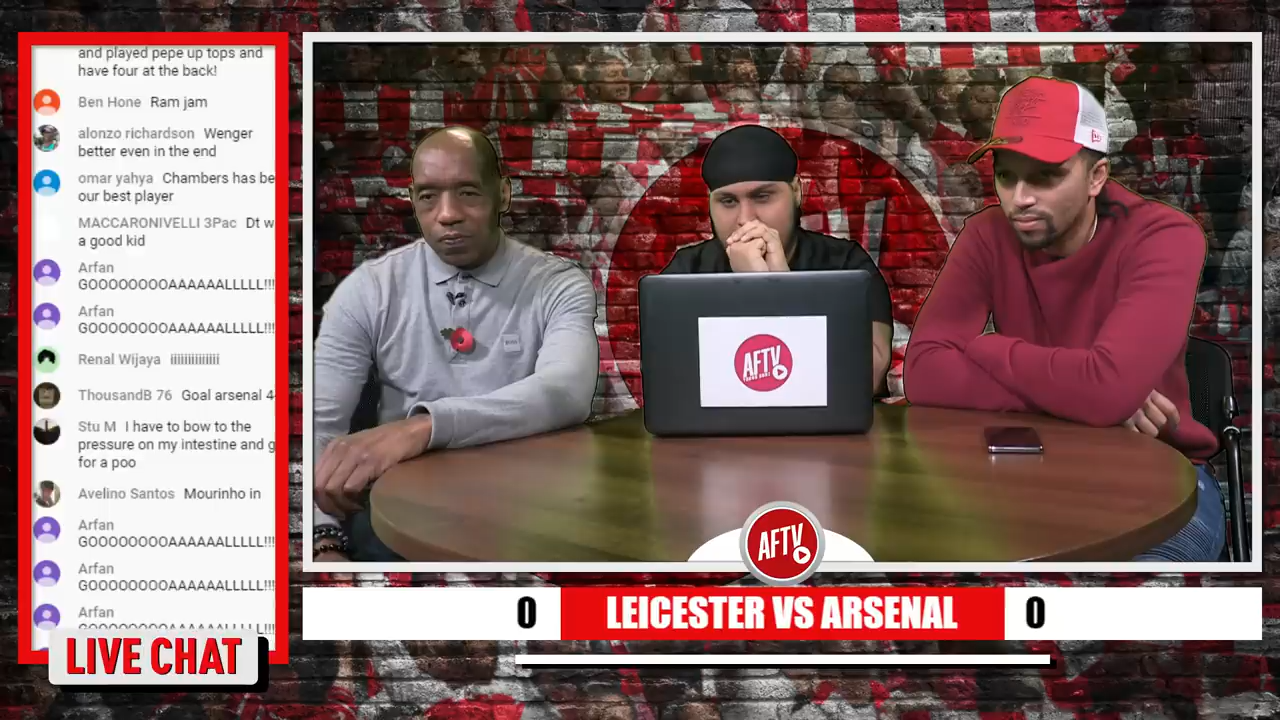 and played pepe up tops and
have four at the back!
Ben Hone Ram jam
alonzo richardson Wenger
better even in the end
omar yahya Chambers has be
our best player
MACCARONIVELLI 3Pac Dt w
a good kid
Arfan
GOOOOOOOOAAAAAALLLLL!!!
Arfan
GOOOOOOOOAAAAAALLLLL!!!
Renal Wijaya iiiiiiiiiiiiiii
ThousandB 76 Goal arsenal 4-
Stu M I have to bow to the
pressure on my intestine and g
for a poo
Avelino Santos Mourinho in
Arfan
GOOOOOOOOAAAAAALLLLL!!!
Arfan
GOOOOOOOOAAAAAALLLLL!!!
Arfan
GOOOOOOOOAAAAAALLLLL!!!
LIVE CHAT
AFTV
AFTV
0 LEICESTER VS ARSENAL 0